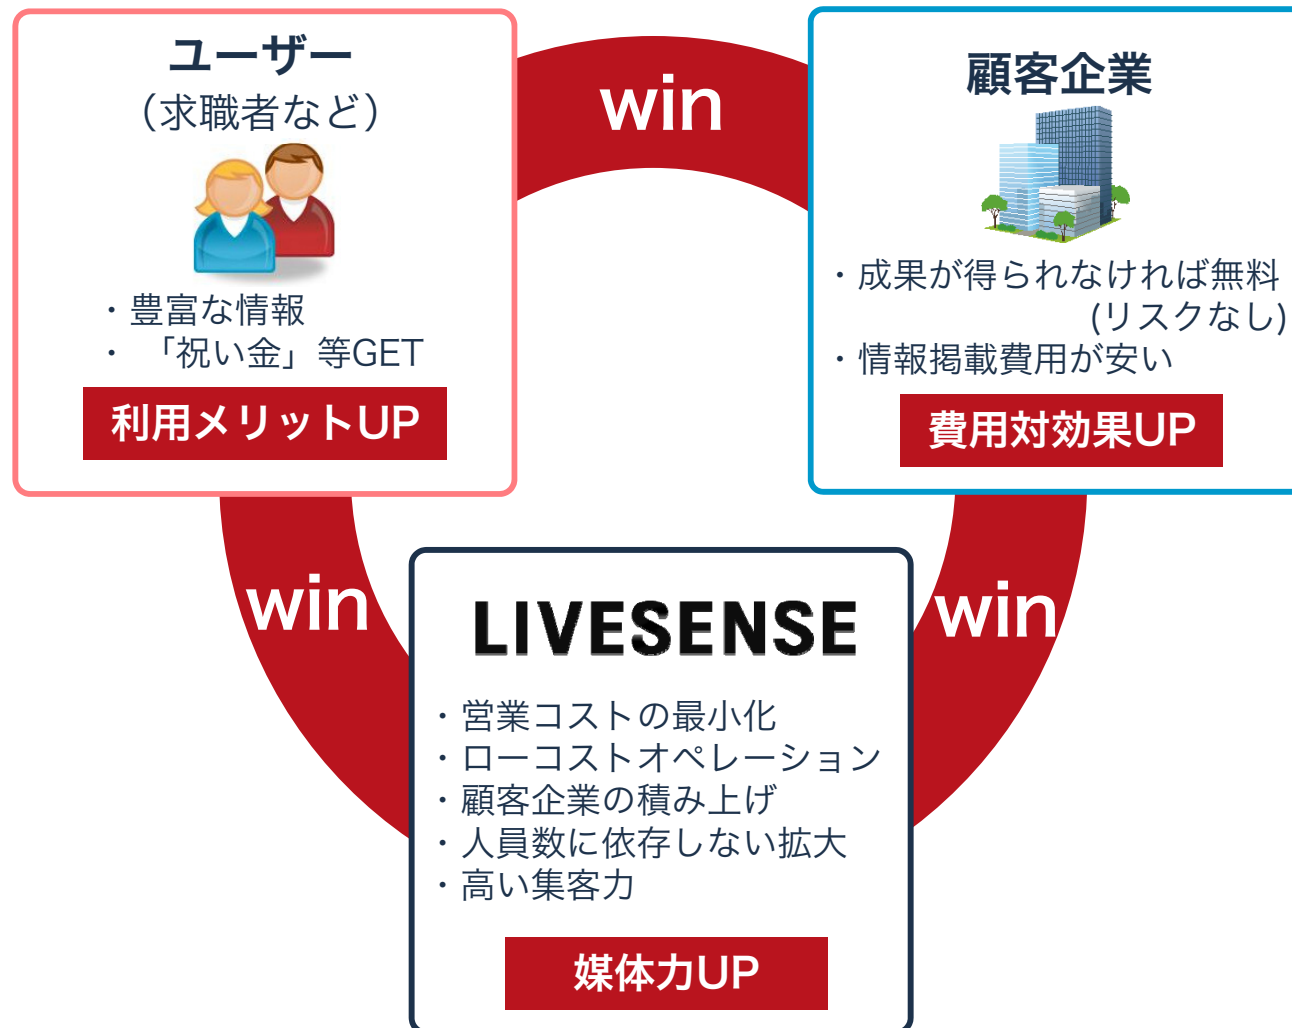 ユーザー
（求職者など）
・豊富な情報
・「祝い金」等GET
利用メリットUP
win
顧客企業
・成果が得られなければ無料
(リスクなし)
・情報掲載費用が安い
費用対効果UP
win
win
LIVESENSE
・営業コストの最小化
・ローコストオペレーション
・顧客企業の積み上げ
・人員数に依存しない拡大
・高い集客力
媒体力UP